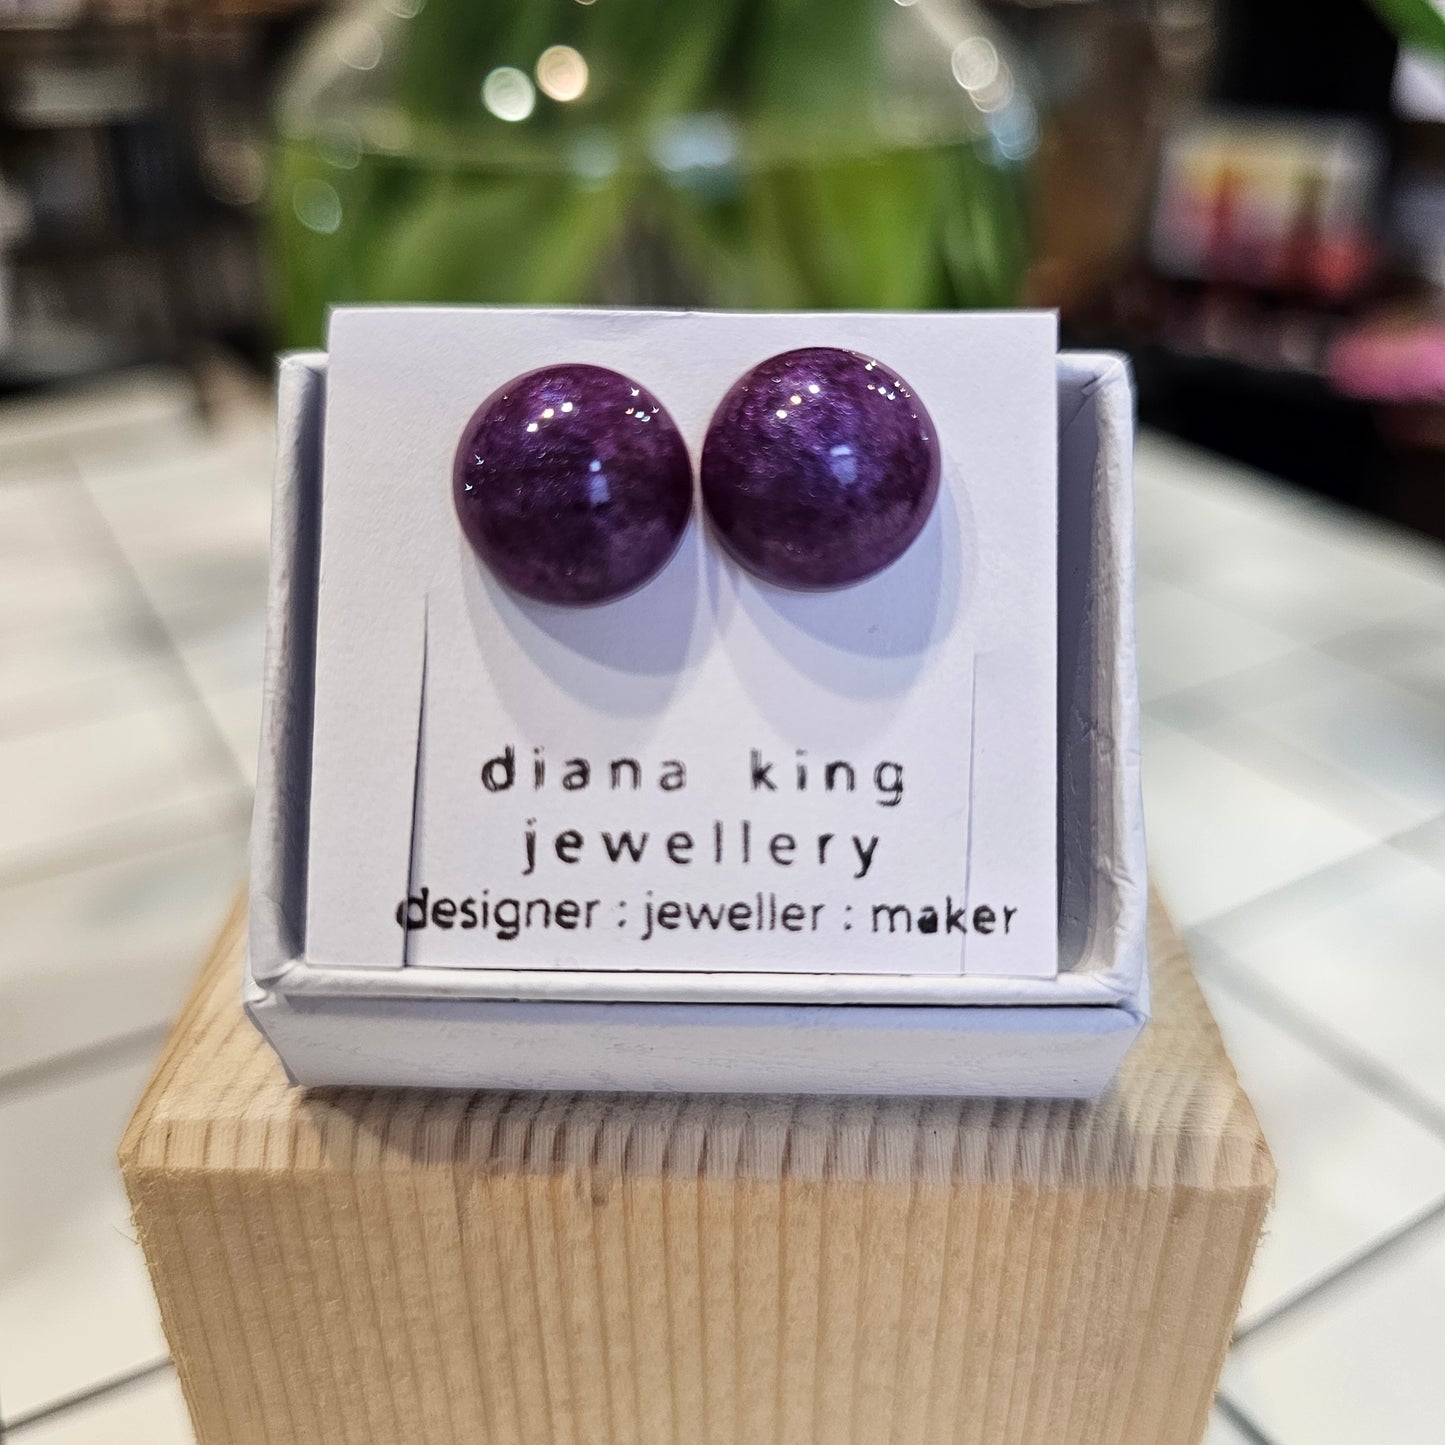 diana king
jewellery
designer : jeweller : maker